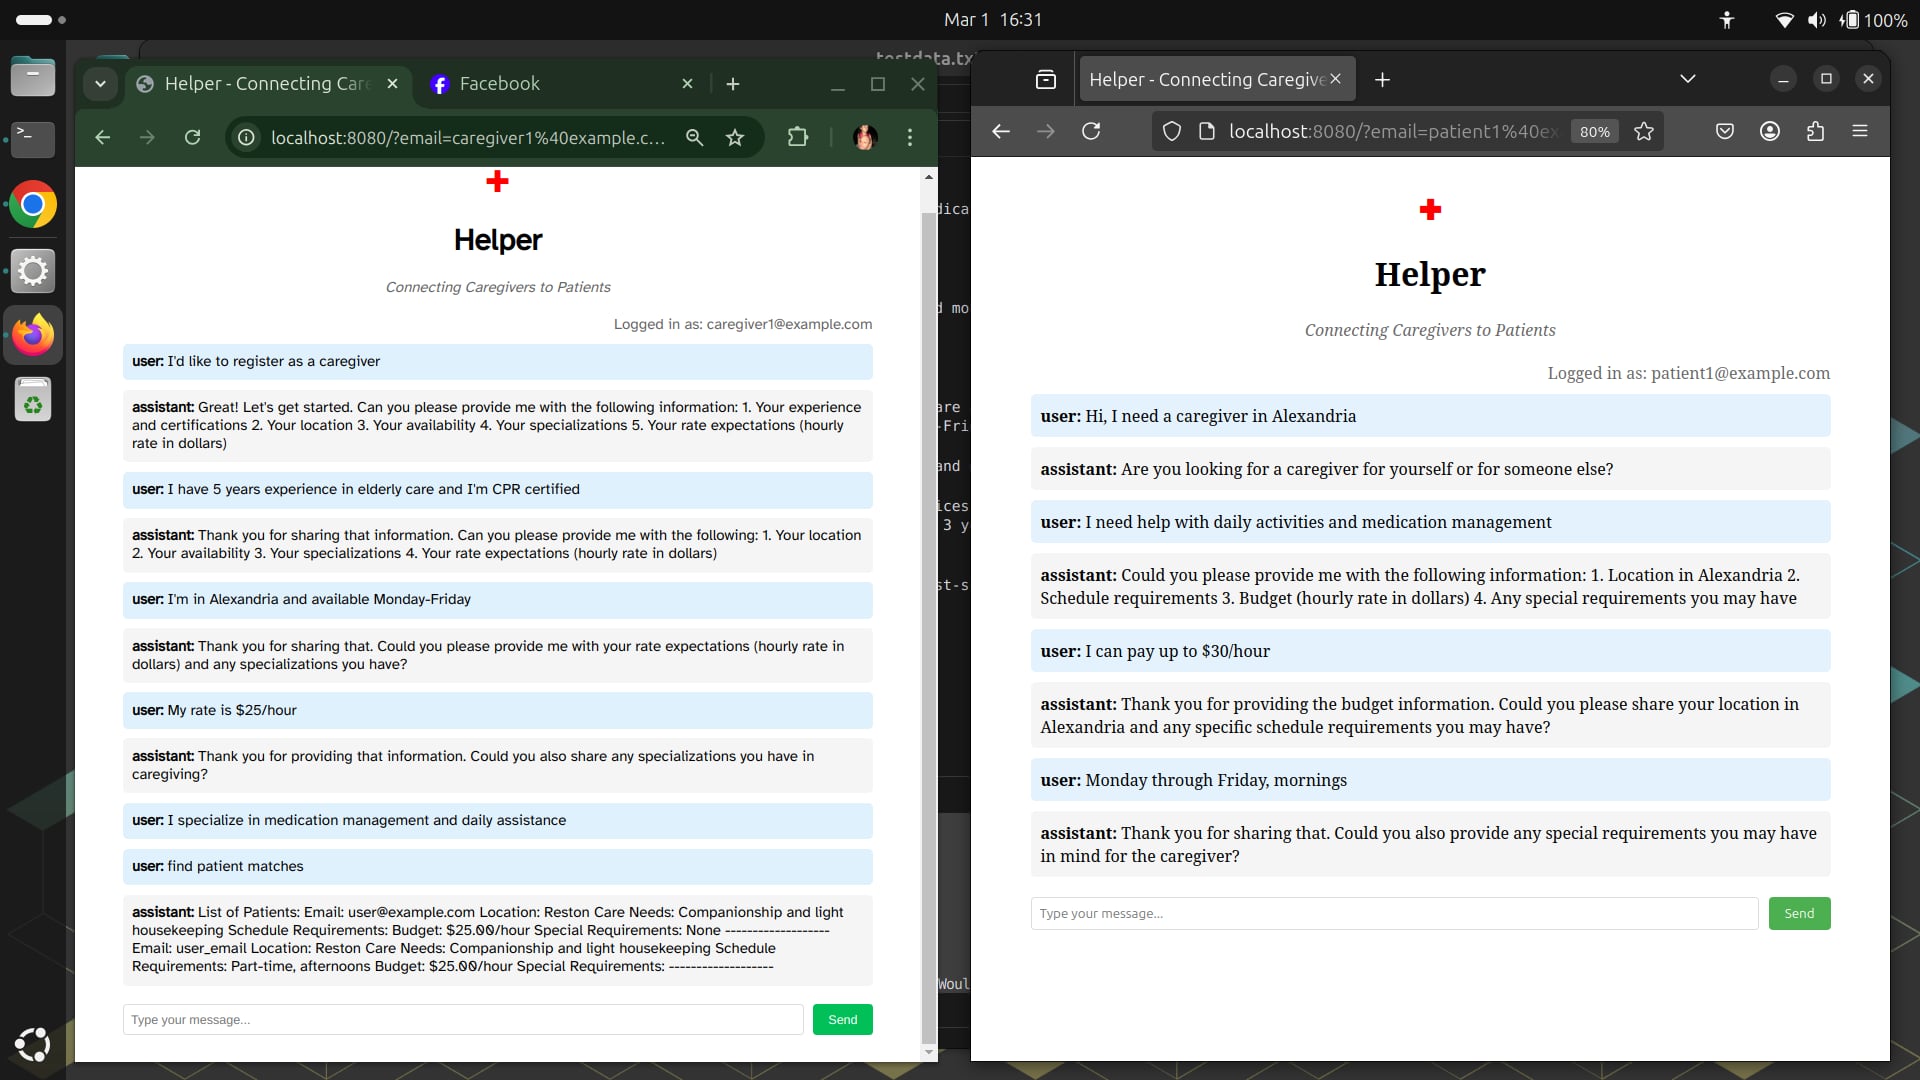 Mar 1 16:31
100%
testdata.tx
Helper - Connecting Care
Facebook
localhost:8080/?email=caregiver1%40example.c...
Helper
Connecting Caregivers to Patients
Logged in as: caregiver1@example.com
user: I'd like to register as a caregiver
assistant: Great! Let's get started. Can you please provide me with the following information: 1. Your experience
and certifications 2. Your location 3. Your availability 4. Your specializations 5. Your rate expectations (hourly
rate in dollars)
user: I have 5 years experience in elderly care and I'm CPR certified
assistant: Thank you for sharing that information. Can you please provide me with the following: 1. Your location
2. Your availability 3. Your specializations 4. Your rate expectations (hourly rate in dollars)
user: I'm in Alexandria and available Monday-Friday
assistant: Thank you for sharing that. Could you please provide me with your rate expectations (hourly rate in
dollars) and any specializations you have?
user: My rate is $25/hour
assistant: Thank you for providing that information. Could you also share any specializations you have in
caregiving?
user: I specialize in medication management and daily assistance
user: find patient matches
assistant: List of Patients: Email: user@example.com Location: Reston Care Needs: Companionship and light
housekeeping Schedule Requirements: Budget: $25.00/hour Special Requirements: None -------------------
Email: user_email Location: Reston Care Needs: Companionship and light housekeeping Schedule
Requirements: Part-time, afternoons Budget: $25.00/hour Special Requirements: -------------------
Type your message...
Send
dica
d mo
are
-Fri
and
ices
3 y
st-s
Woul
Helper - Connecting Caregive
localhost:8080/?email=patient1%40ex
80%
Helper
Connecting Caregivers to Patients
Logged in as: patient1@example.com
user: Hi, I need a caregiver in Alexandria
assistant: Are you looking for a caregiver for yourself or for someone else?
user: I need help with daily activities and medication management
assistant: Could you please provide me with the following information: 1. Location in Alexandria 2.
Schedule requirements 3. Budget (hourly rate in dollars) 4. Any special requirements you may have
user: I can pay up to $30/hour
assistant: Thank you for providing the budget information. Could you please share your location in
Alexandria and any specific schedule requirements you may have?
user: Monday through Friday, mornings
assistant: Thank you for sharing that. Could you also provide any special requirements you may have
in mind for the caregiver?
Type your message...
Send